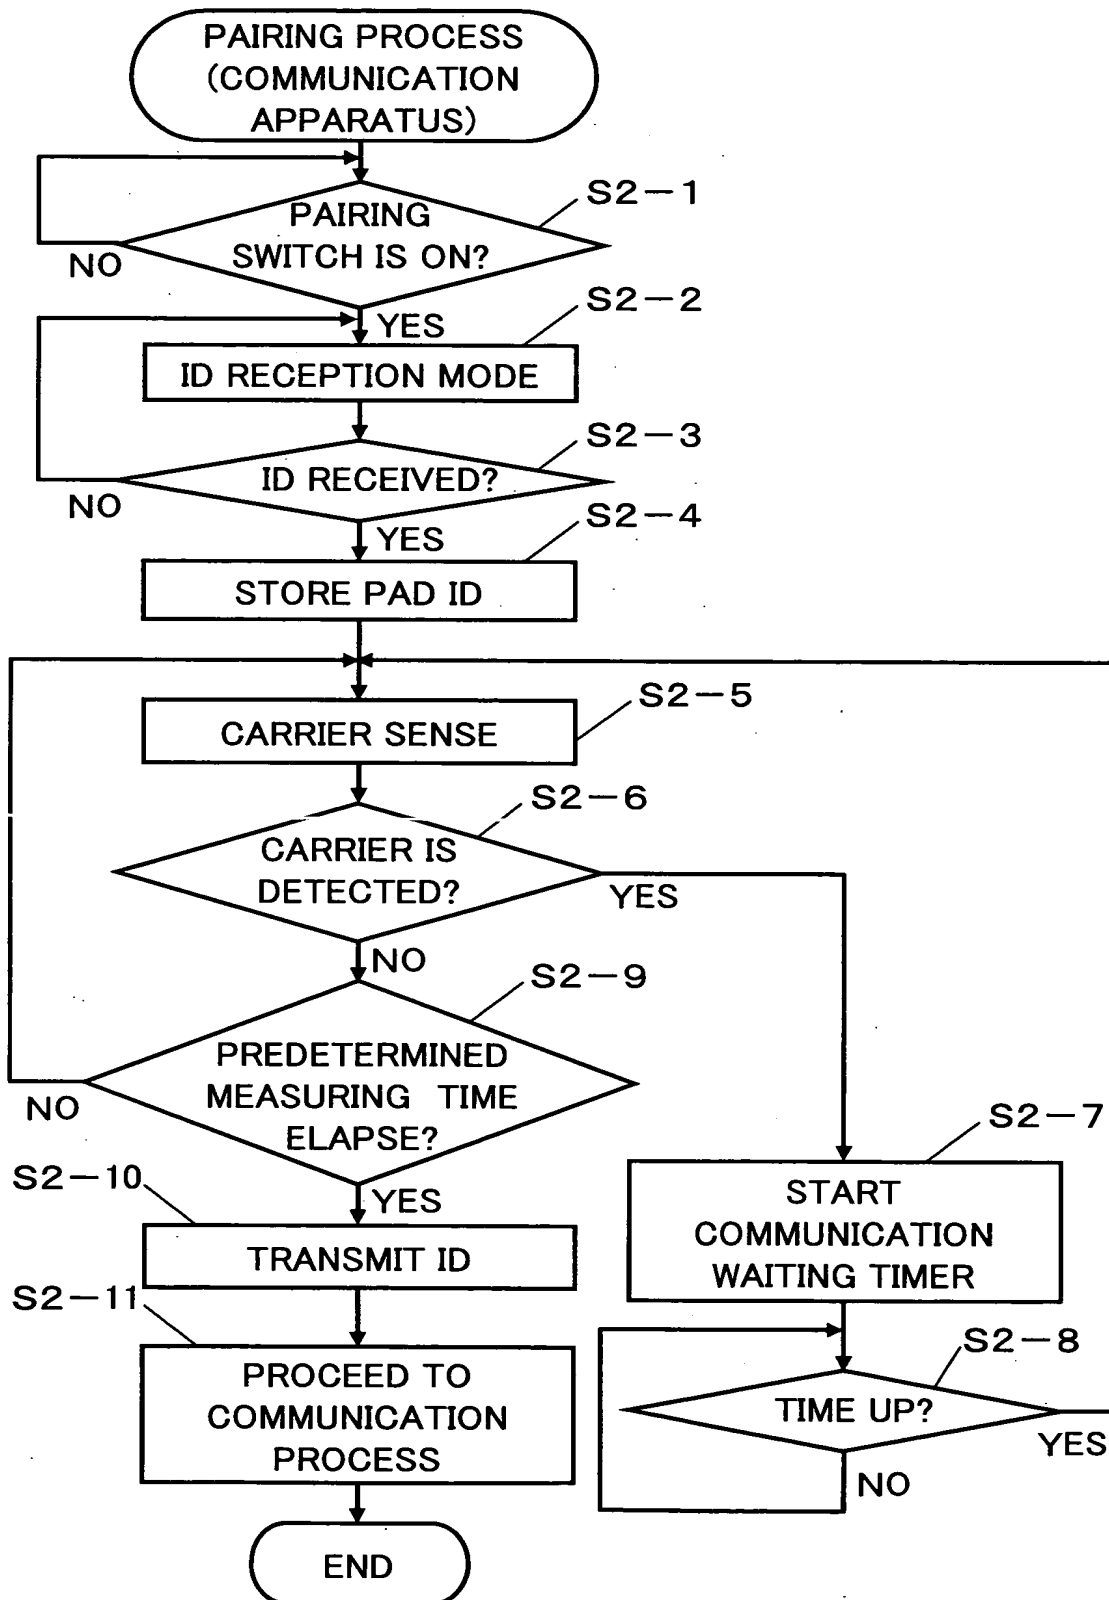 PAIRING PROCESS
(COMMUNICATION
APPARATUS)
S2-1
PAIRING
SWITCH IS ON?
NO
YES
S2-2
ID RECEPTION MODE
S2-3
ID RECEIVED?
NO
YES
S2-4
STORE PAD ID
S2-5
CARRIER SENSE
S2-6
CARRIER IS
DETECTED?
YES
NO
S2-9
PREDETERMINED
MEASURING TIME
ELAPSE?
NO
YES
S2-7
START
COMMUNICATION
WAITING TIMER
S2-10
TRANSMIT ID
S2-11
PROCEED TO
COMMUNICATION
PROCESS
S2-8
TIME UP?
YES
NO
END